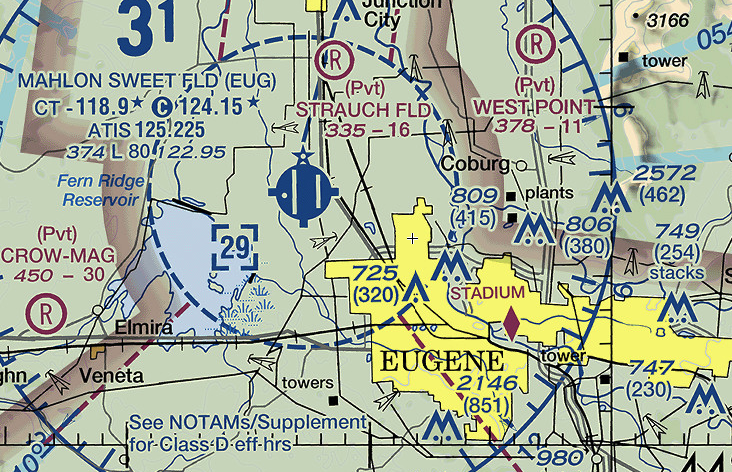 Junction
City
3166
054
tower
31
MAHLON SWEET FLD (EUG)
CT - 118.9 ★ C 124.15 ★
ATIS 125.225
374 L 80 122.95
R
(Pvt)
STRAUCH FLD
335 - 16
R
(Pvt)
WEST POINT
378 - 11
Coburg
plants
2572
(462)
Fern Ridge
Reservoir
809
(415)
806
(380)
749
(254)
stacks
(Pvt)
CROW-MAG
450 - 30
R
29
725
(320)
STADIUM
Elmira
Veneta
EUGENE
tower
towers
2146
(851)
747
(230)
See NOTAMs/Supplement
for Class D eff hrs
980